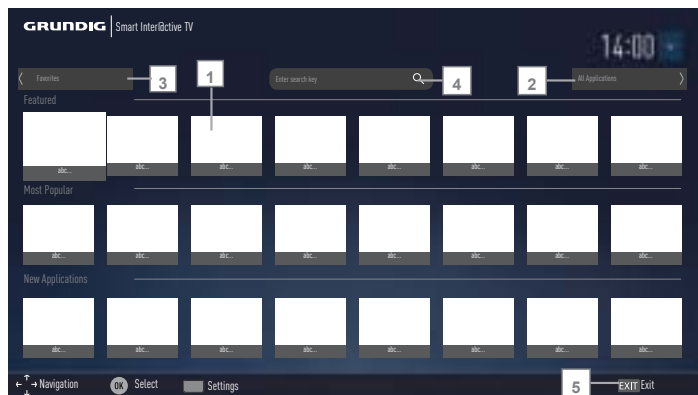 GRUNDIG Smart Inter@ctive TV
14:00
Favorites 3 1 Enter search key 4 2 All Applications
Featured
abc... abc... abc... abc... abc... abc... abc... abc...
Most Popular
abc... abc... abc... abc... abc... abc... abc... abc...
New Applications
abc... abc... abc... abc... abc... abc... abc... abc...
Navigation OK Select Settings 5 EXIT Exit